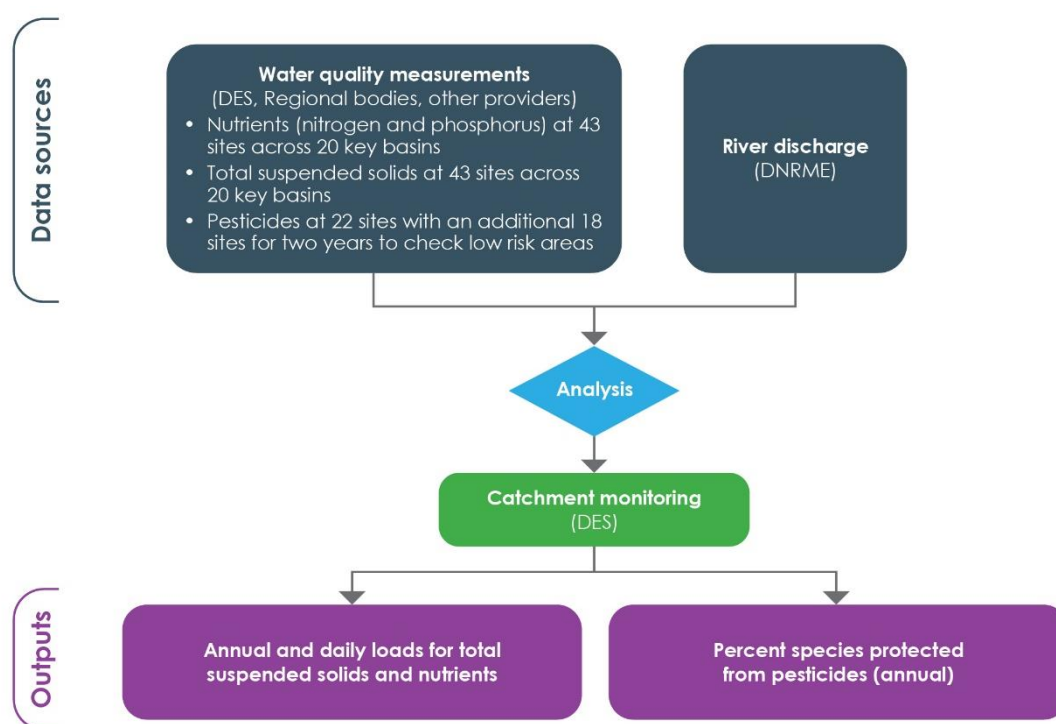 Data sources
Water quality measurements
(DES, Regional bodies, other providers)
• Nutrients (nitrogen and phosphorus) at 43
sites across 20 key basins
• Total suspended solids at 43 sites across
20 key basins
• Pesticides at 22 sites with an additional 18
sites for two years to check low risk areas
River discharge
(DNRME)
Analysis
Catchment monitoring
(DES)
Outputs
Annual and daily loads for total
suspended solids and nutrients
Percent species protected
from pesticides (annual)